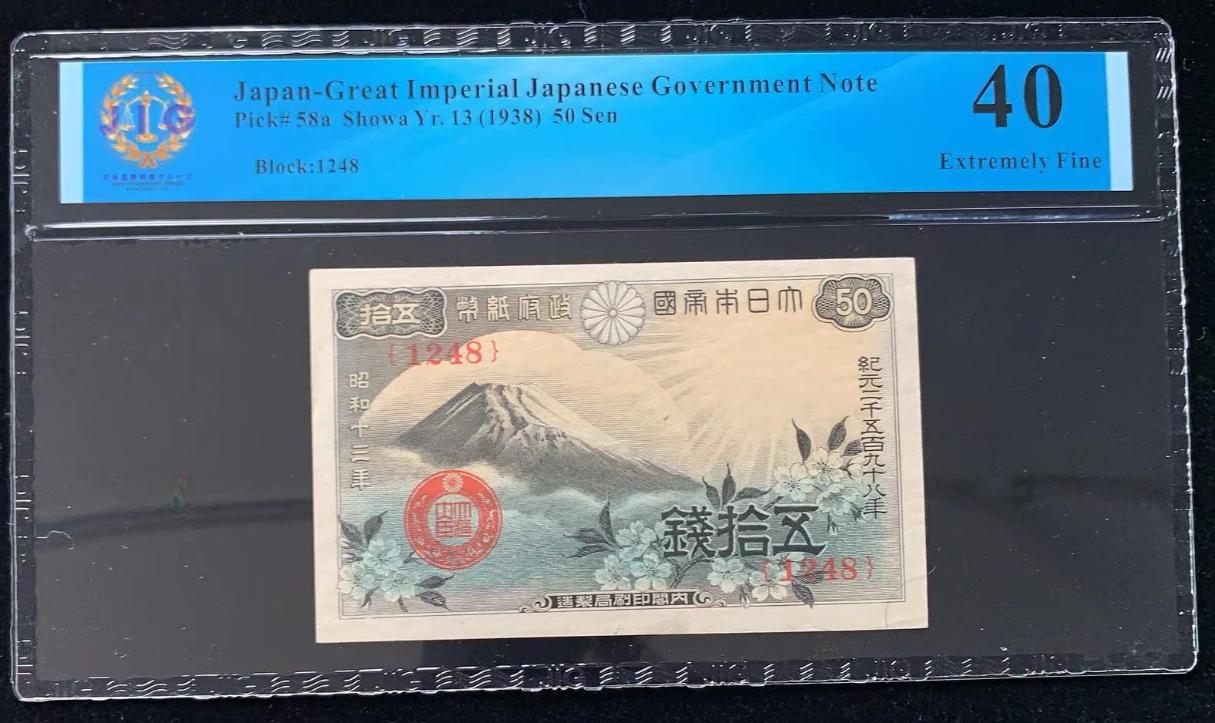 Japan-Great Imperial Japanese Government Note
Pick# 58a Showa Yr. 13 (1938) 50 Sen
Block:1248
40
Extremely Fine
JIG
拾五
幣紙府政
國帝本日大
50
{1248}
昭和十三年
紀元二千五百九十八年
錢拾五
{1248}
造製局刷印閣内